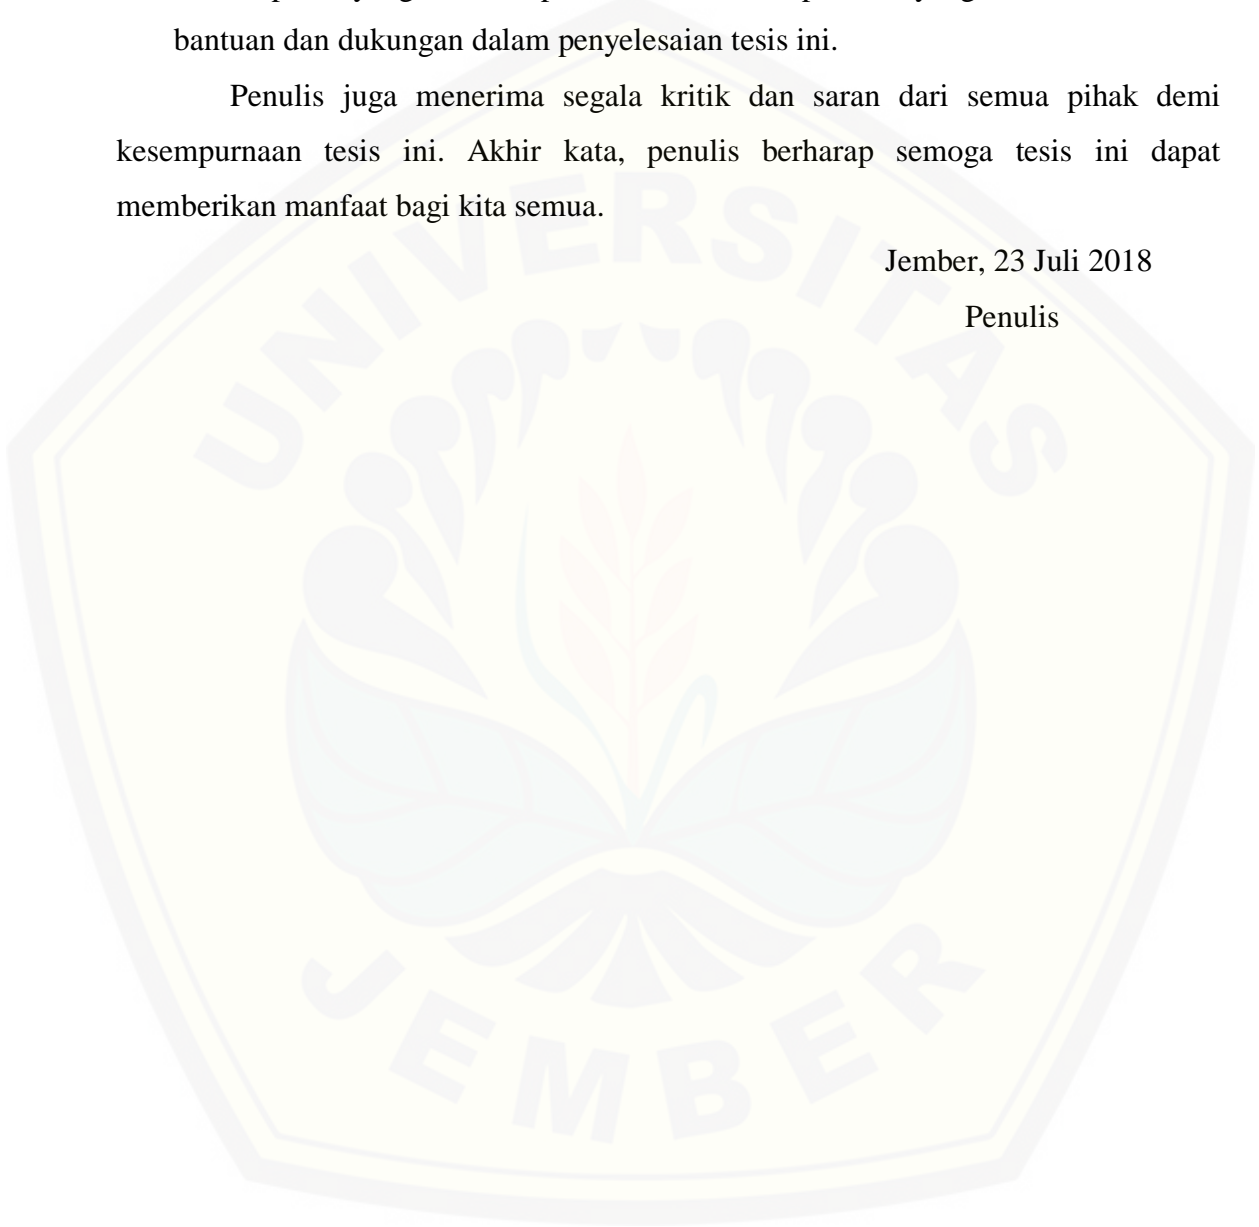 bantuan dan dukungan dalam penyelesaian tesis ini.
Penulis juga menerima segala kritik dan saran dari semua pihak demi
kesempurnaan tesis ini. Akhir kata, penulis berharap semoga tesis ini dapat
memberikan manfaat bagi kita semua.
Jember, 23 Juli 2018
Penulis
UNIVERSITAS
JEMBER